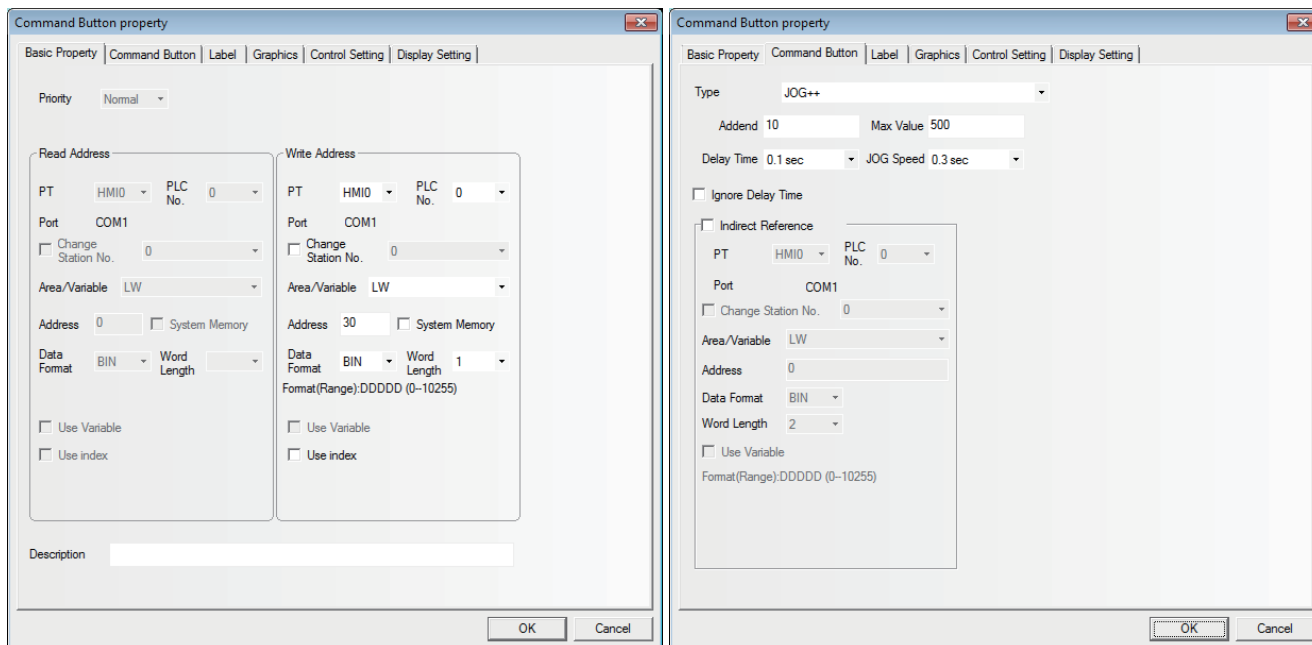 Command Button property
Basic Property Command Button Label Graphics Control Setting Display Setting
Priority Normal
Read Address
PT HMI0 PLC No. 0
Port COM1
Change Station No. 0
Area/Variable LW
Address 0 System Memory
Data Format BIN Word Length
Use Variable
Use index
Write Address
PT HMI0 PLC No. 0
Port COM1
Change Station No. 0
Area/Variable LW
Address 30 System Memory
Data Format BIN Word Length 1
Format(Range):DDDDD (0--10255)
Use Variable
Use index
Description
OK Cancel
Command Button property
Basic Property Command Button Label Graphics Control Setting Display Setting
Type JOG++
Addend 10 Max Value 500
Delay Time 0.1 sec JOG Speed 0.3 sec
Ignore Delay Time
Indirect Reference
PT HMI0 PLC No. 0
Port COM1
Change Station No. 0
Area/Variable LW
Address 0
Data Format BIN
Word Length 2
Use Variable
Format(Range):DDDDD (0--10255)
OK Cancel